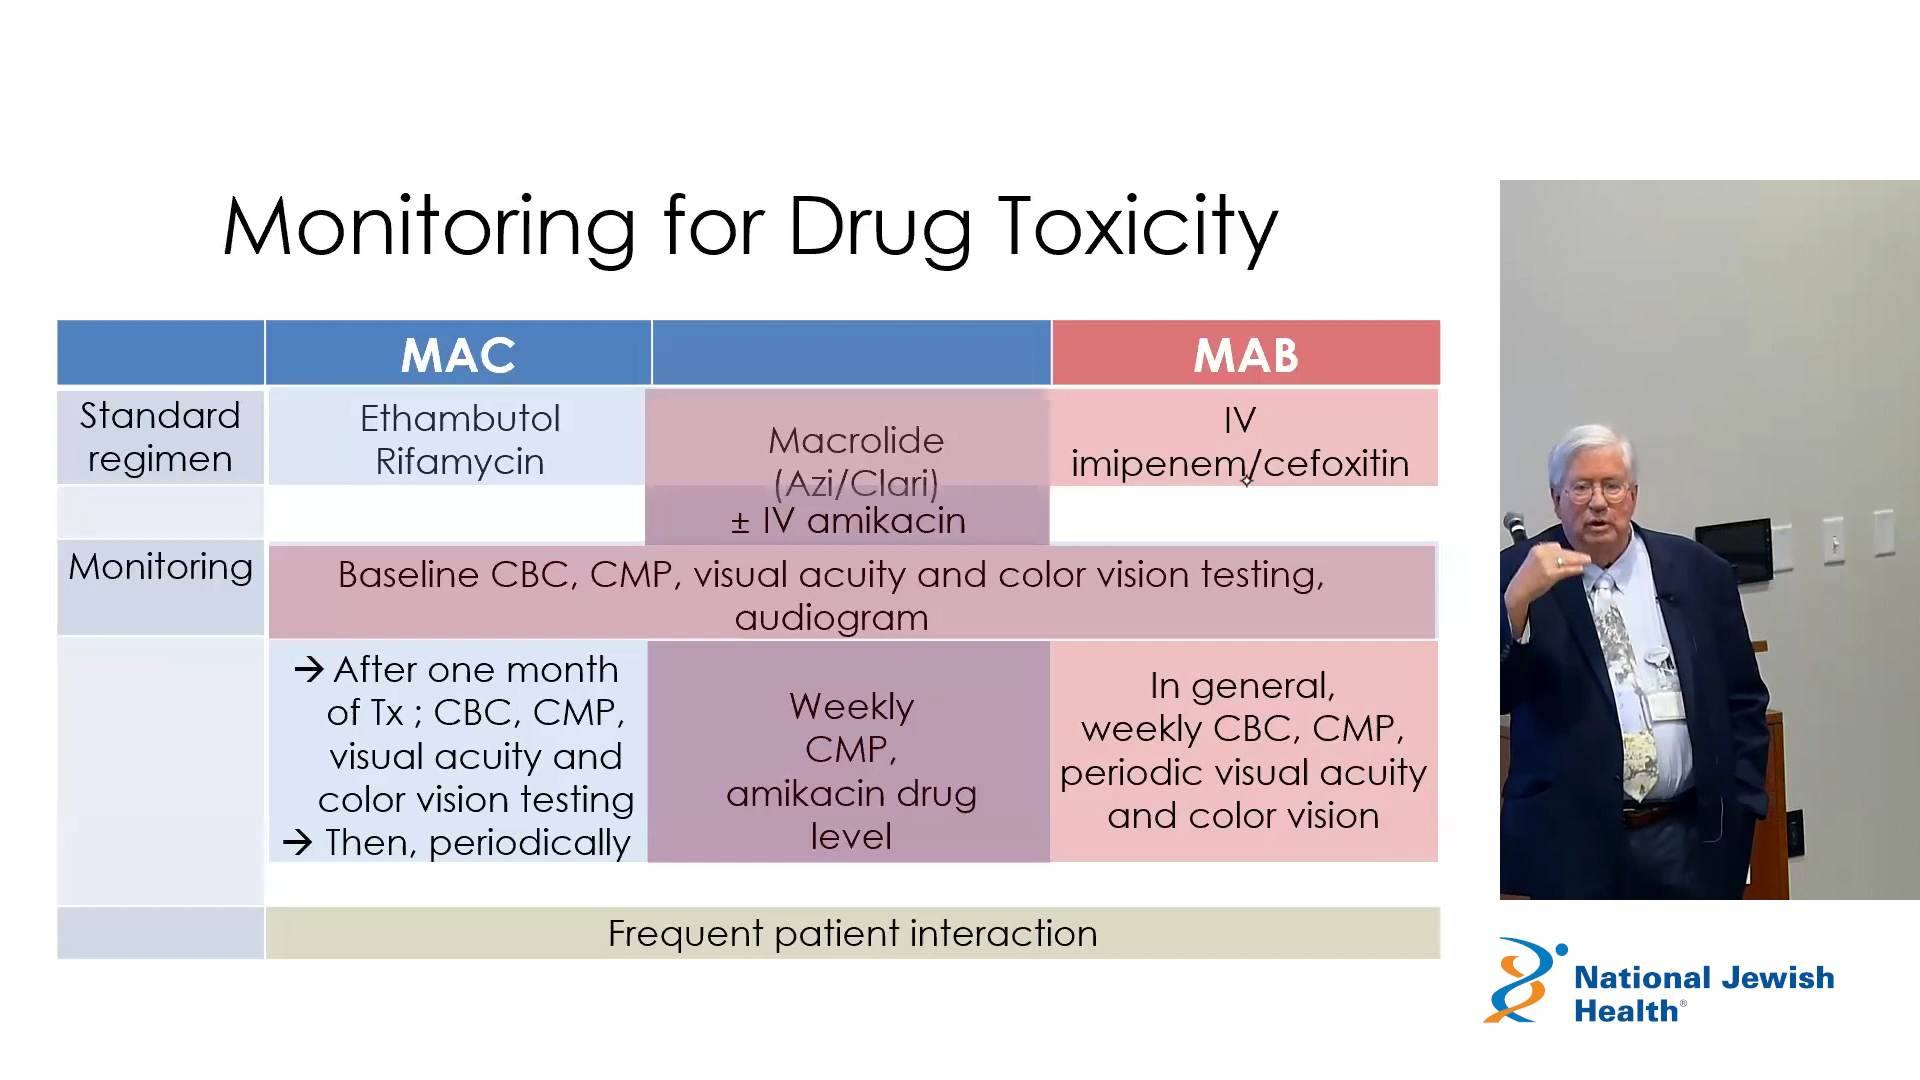 Monitoring for Drug Toxicity
MAC
MAB
Standard
regimen
Ethambutol
Rifamycin
Macrolide
(Azi/Clari)
± IV amikacin
IV
imipenem/cefoxitin
Monitoring
Baseline CBC, CMP, visual acuity and color vision testing,
audiogram
→ After one month
of Tx ; CBC, CMP,
visual acuity and
color vision testing
→ Then, periodically
Weekly
CMP,
amikacin drug
level
In general,
weekly CBC, CMP,
periodic visual acuity
and color vision
Frequent patient interaction
National Jewish
Health®